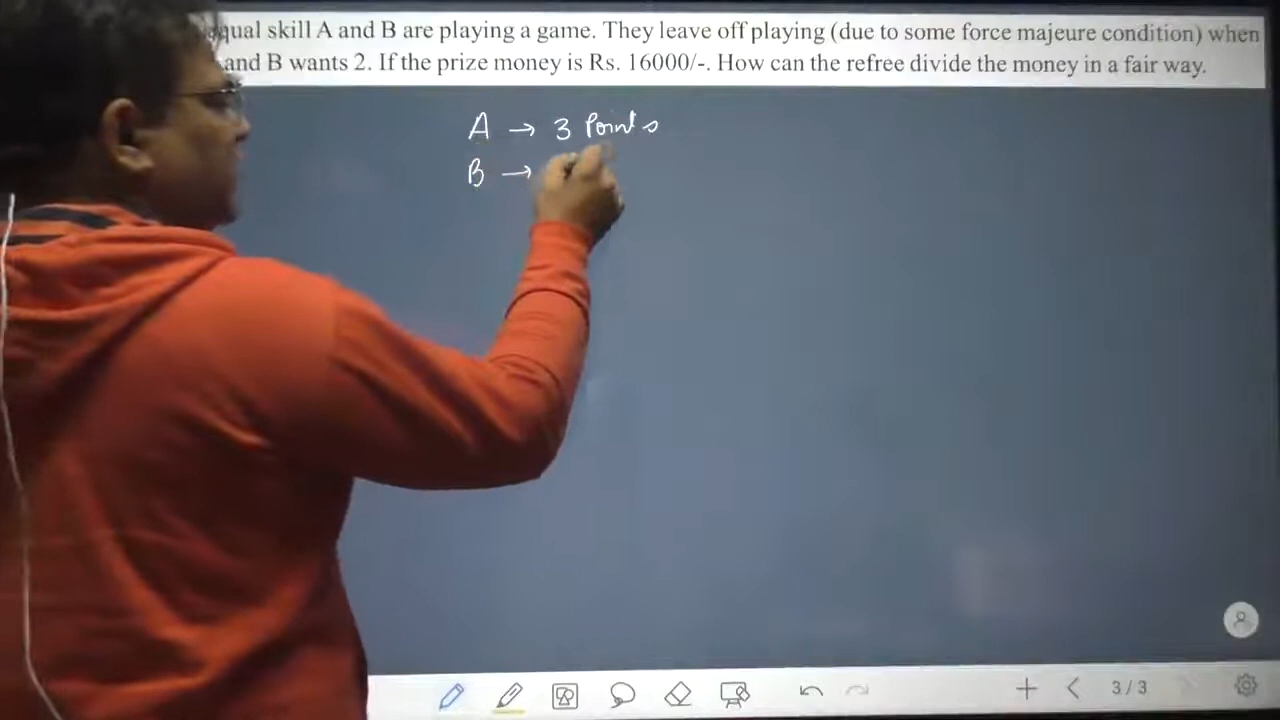 equal skill A and B are playing a game. They leave off playing (due to some force majeure condition) when
and B wants 2. If the prize money is Rs. 16000/-. How can the refree divide the money in a fair way.
A → 3 Points
B →
3 / 3